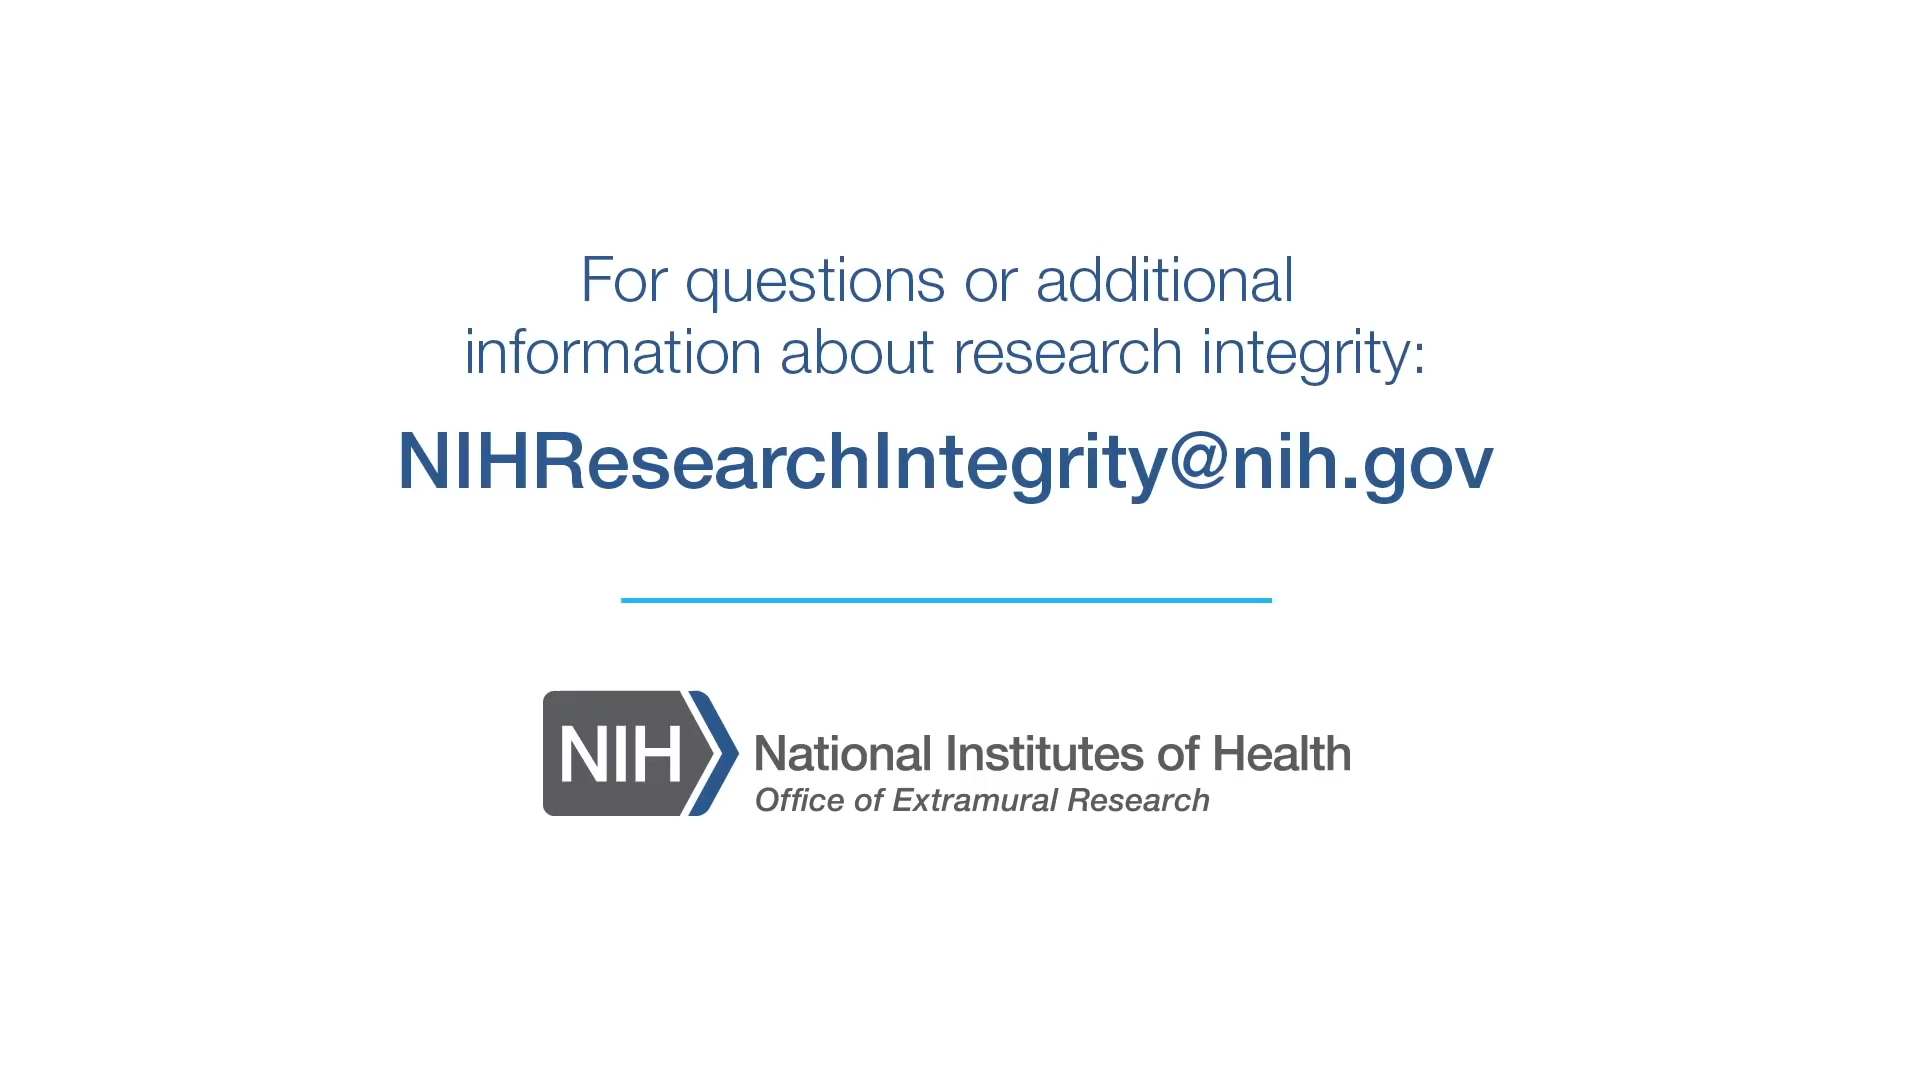 For questions or additional
information about research integrity:
NIHResearchIntegrity@nih.gov
NIH
National Institutes of Health
Office of Extramural Research